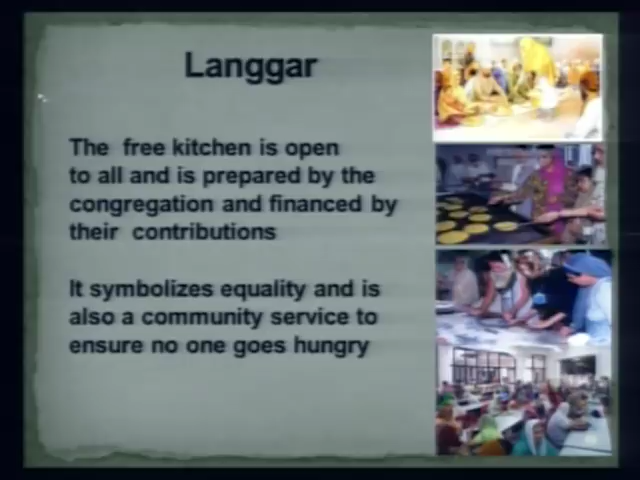 Langgar
The free kitchen is open
to all and is prepared by the
congregation and financed by
their contributions
It symbolizes equality and is
also a community service to
ensure no one goes hungry